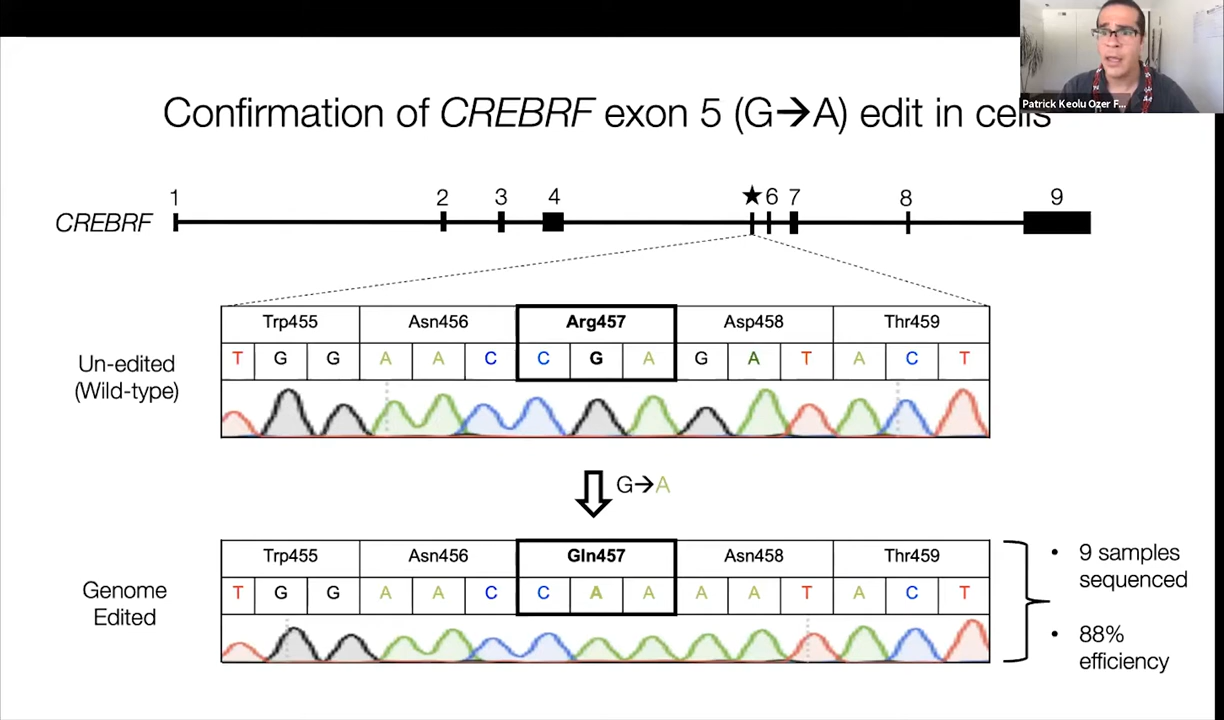 Patrick Keolu Ozer F...
Confirmation of CREBRF exon 5 (G→A) edit in cells
1 2 3 4 ★ 6 7 8 9
CREBRF
Trp455 Asn456 Arg457 Asp458 Thr459
Un-edited
(Wild-type)
T G G A A C C G A G A T A C T
G→A
Trp455 Asn456 Gln457 Asn458 Thr459
Genome
Edited
T G G A A C C A A A A T A C T
• 9 samples
sequenced
• 88%
efficiency